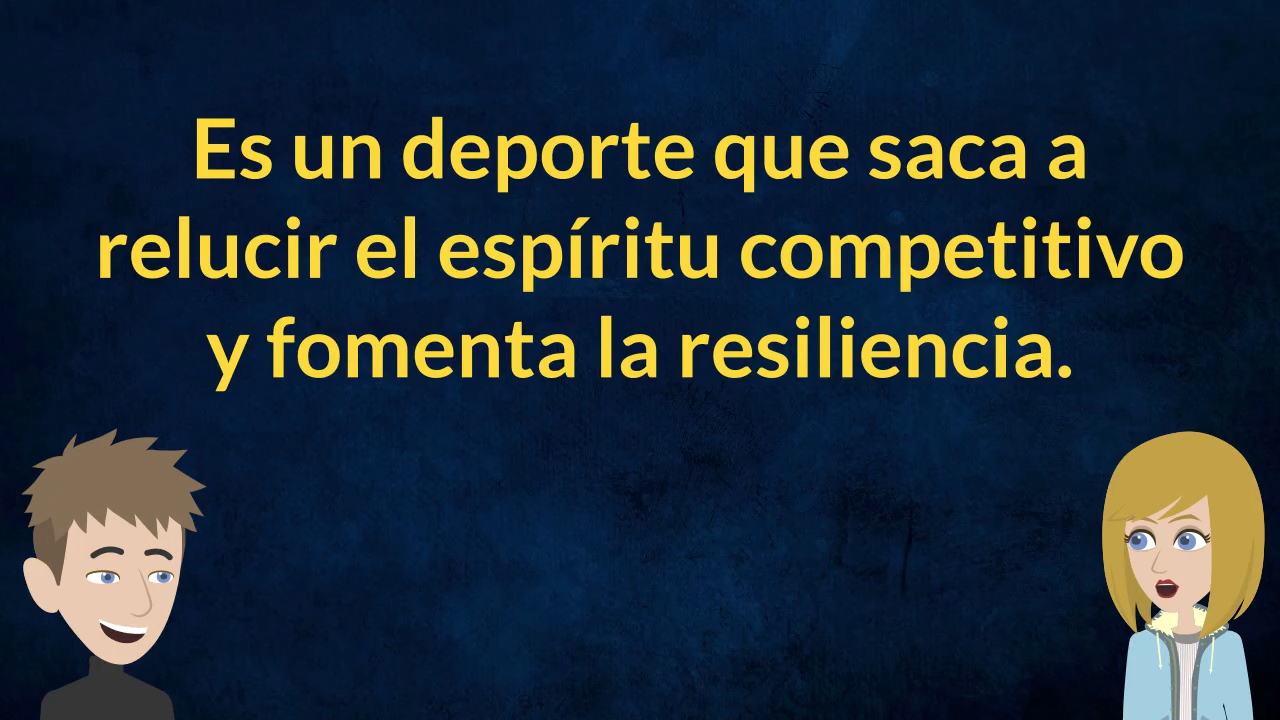 Es un deporte que saca a
relucir el espíritu competitivo
y fomenta la resiliencia.